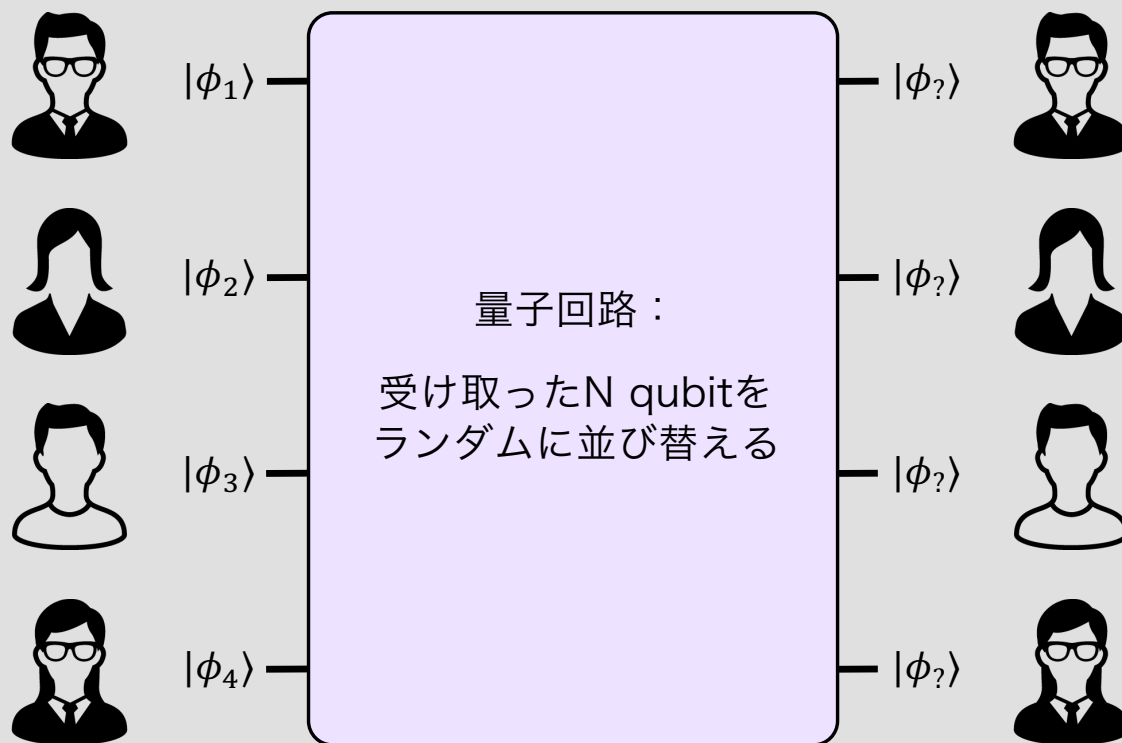 |ϕ₁⟩
|ϕ?⟩
|ϕ₂⟩
|ϕ?⟩
量子回路：
受け取ったN qubitを
ランダムに並び替える
|ϕ₃⟩
|ϕ?⟩
|ϕ₄⟩
|ϕ?⟩